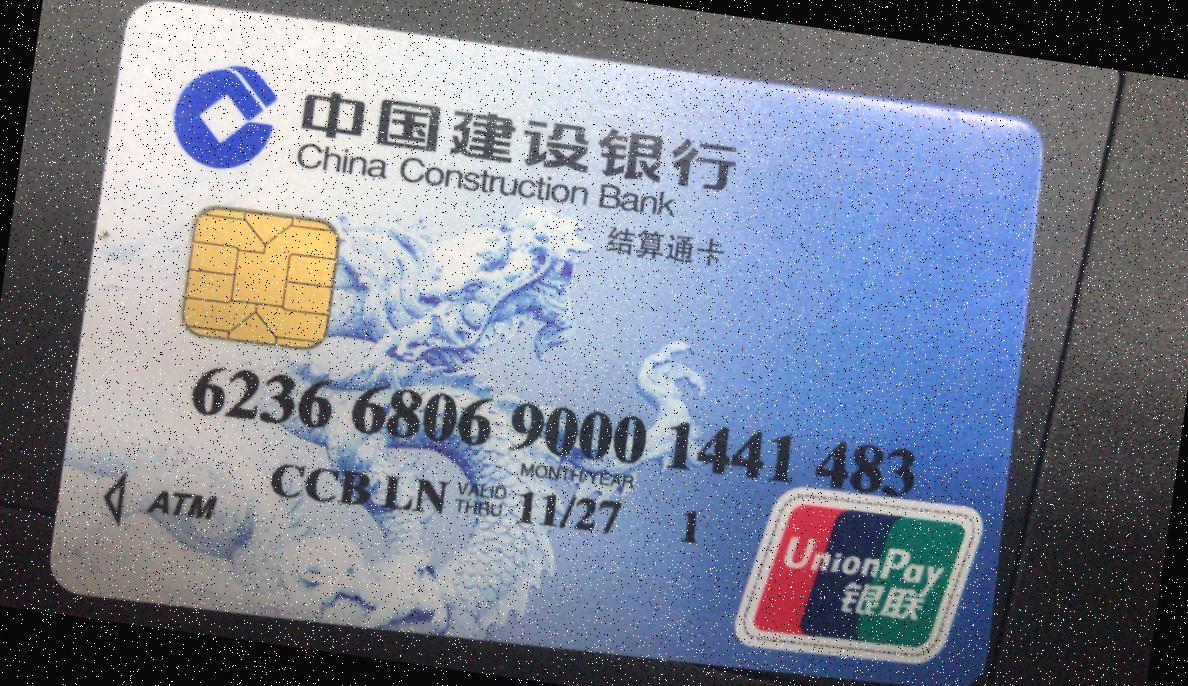 中国建设银行
China Construction Bank
结算通卡
6236 6806 9000 1441 483
MONTH/YEAR
ATM CCB LN VALID THRU 11/27 1
UnionPay
银联